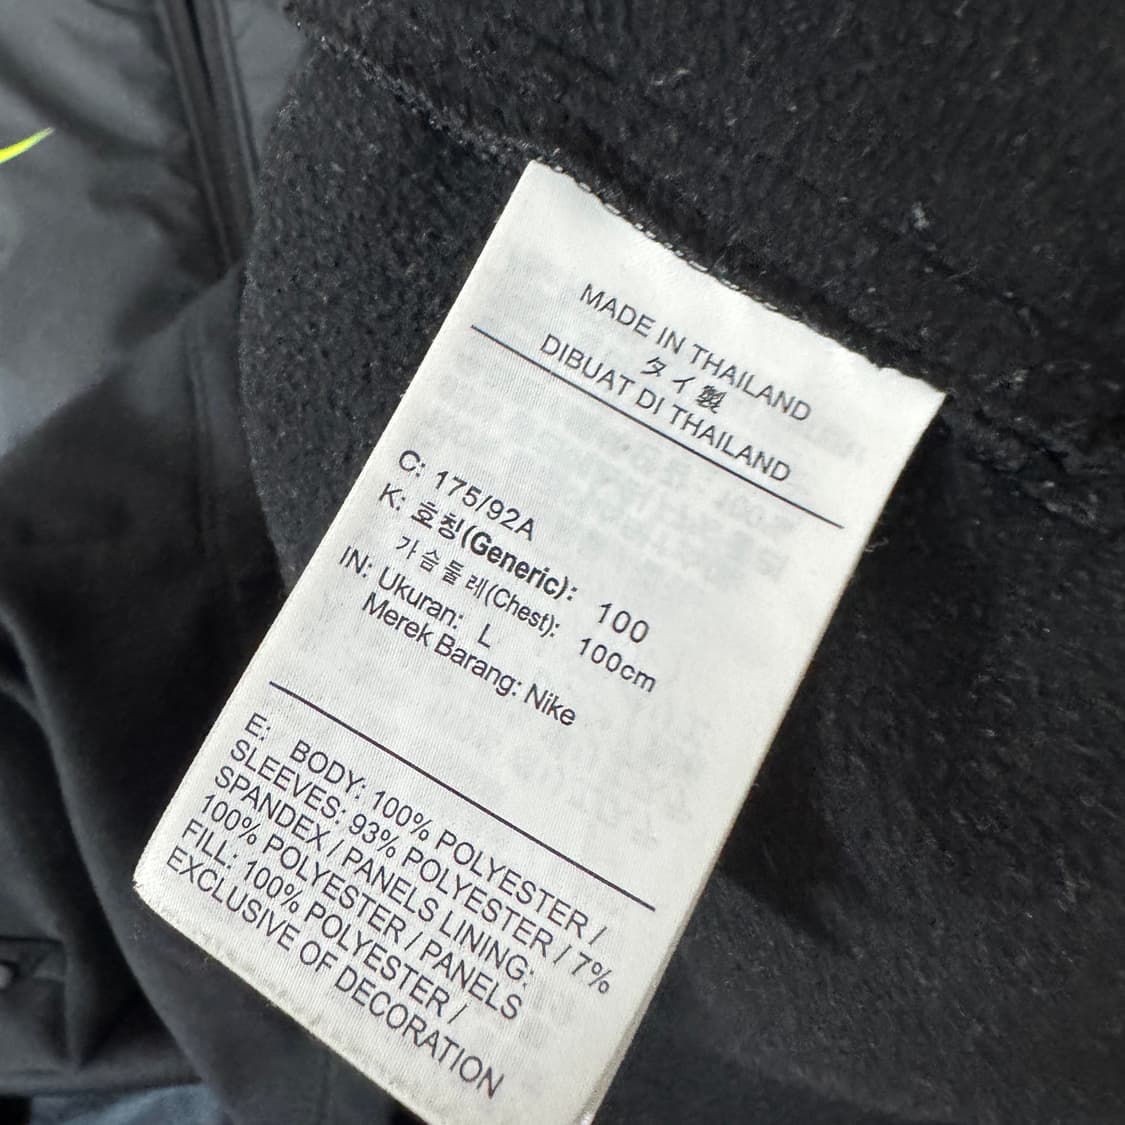 MADE IN THAILAND
タイ製
DIBUAT DI THAILAND
C: 175/92A
K: 호칭(Generic): 100
가슴둘레(Chest): 100cm
IN: Ukuran: L
Merek Barang: Nike
E: BODY: 100% POLYESTER /
SLEEVES: 93% POLYESTER / 7%
SPANDEX / PANELS LINING:
100% POLYESTER / PANELS
FILL: 100% POLYESTER /
EXCLUSIVE OF DECORATION